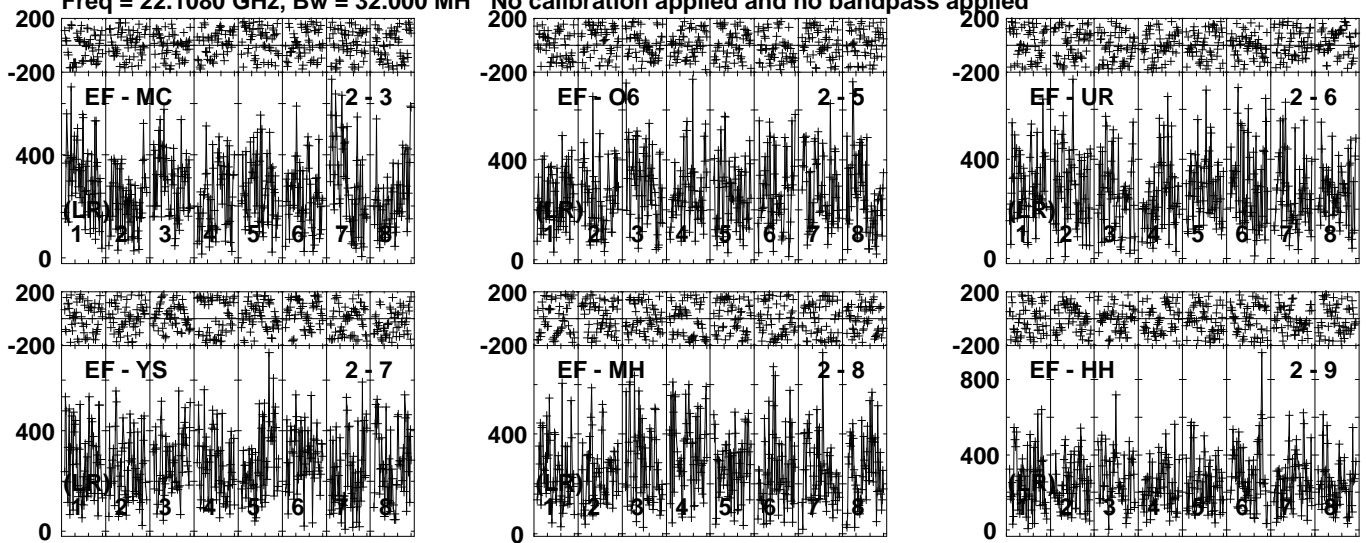 Freq = 22.1080 GHz, Bw = 32.000 MH No calibration applied and no bandpass applied
200
-200
EF - MC 2 - 3
400
(LR)
1 2 3 4 5 6 7 8
0
200
-200
EF - O6 2 - 5
400
(LR)
1 2 3 4 5 6 7 8
0
200
-200
EF - UR 2 - 6
400
(LR)
1 2 3 4 5 6 7 8
0
200
-200
EF - YS 2 - 7
400
(LR)
1 2 3 4 5 6 7 8
0
200
-200
EF - MH 2 - 8
400
(LR)
1 2 3 4 5 6 7 8
0
200
-200
EF - HH 2 - 9
800
400
(LR)
1 2 3 4 5 6 7 8
0